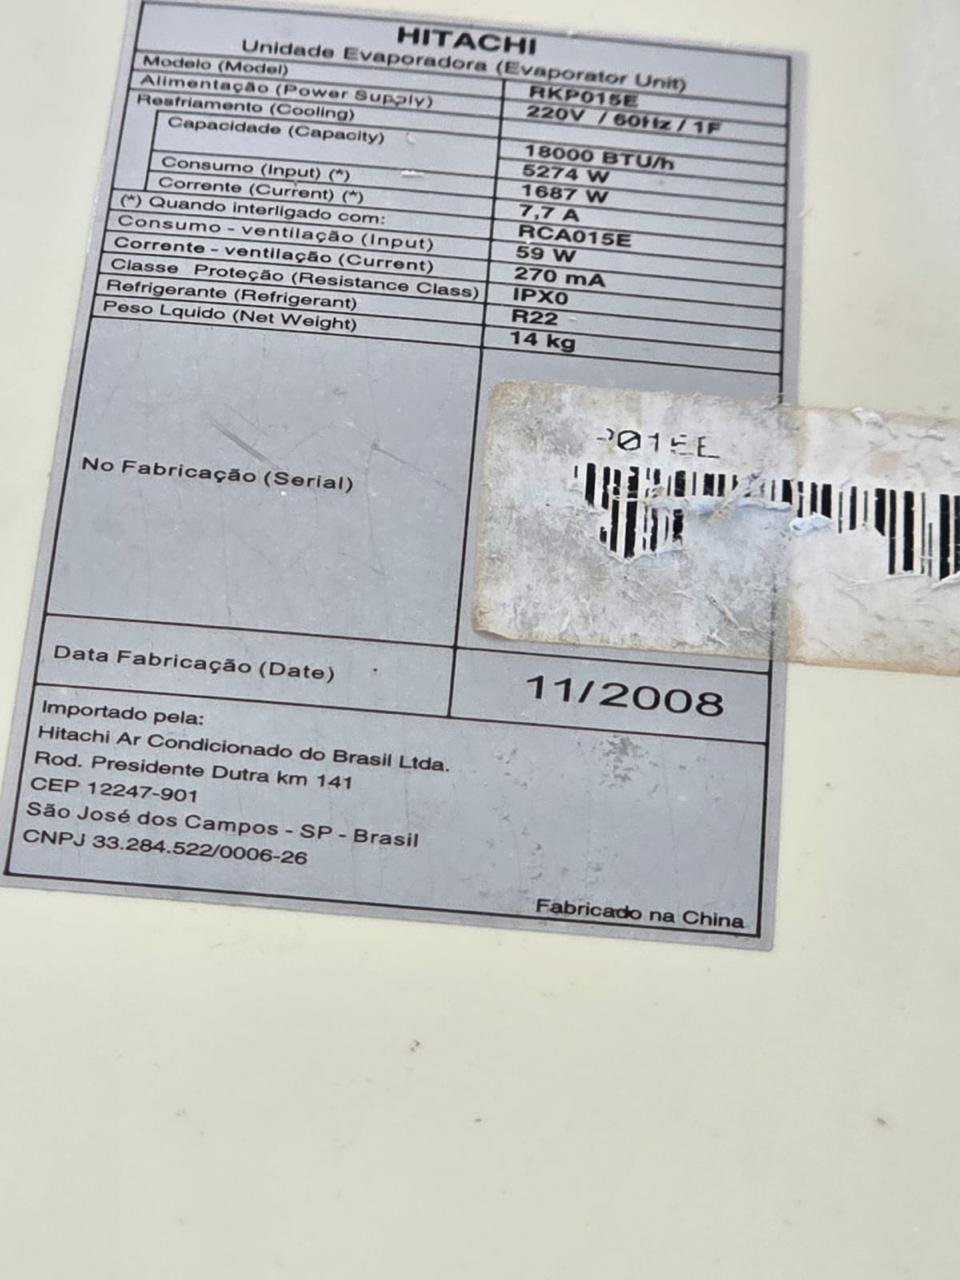 HITACHI
Unidade Evaporadora (Evaporator Unit)
Modelo (Model) RKP015E
Alimentação (Power Supply) 220V / 60Hz / 1F
Resfriamento (Cooling)
Capacidade (Capacity) 18000 BTU/h
5274 W
Consumo (Input) (*) 1687 W
Corrente (Current) (*) 7,7 A
(*) Quando interligado com: RCA015E
Consumo - ventilação (Input) 59 W
Corrente - ventilação (Current) 270 mA
Classe Proteção (Resistance Class) IPX0
Refrigerante (Refrigerant) R22
Peso Lquido (Net Weight) 14 kg
No Fabricação (Serial)
Data Fabricação (Date) 11/2008
Importado pela:
Hitachi Ar Condicionado do Brasil Ltda.
Rod. Presidente Dutra km 141
CEP 12247-901
São José dos Campos - SP - Brasil
CNPJ 33.284.522/0006-26
Fabricado na China